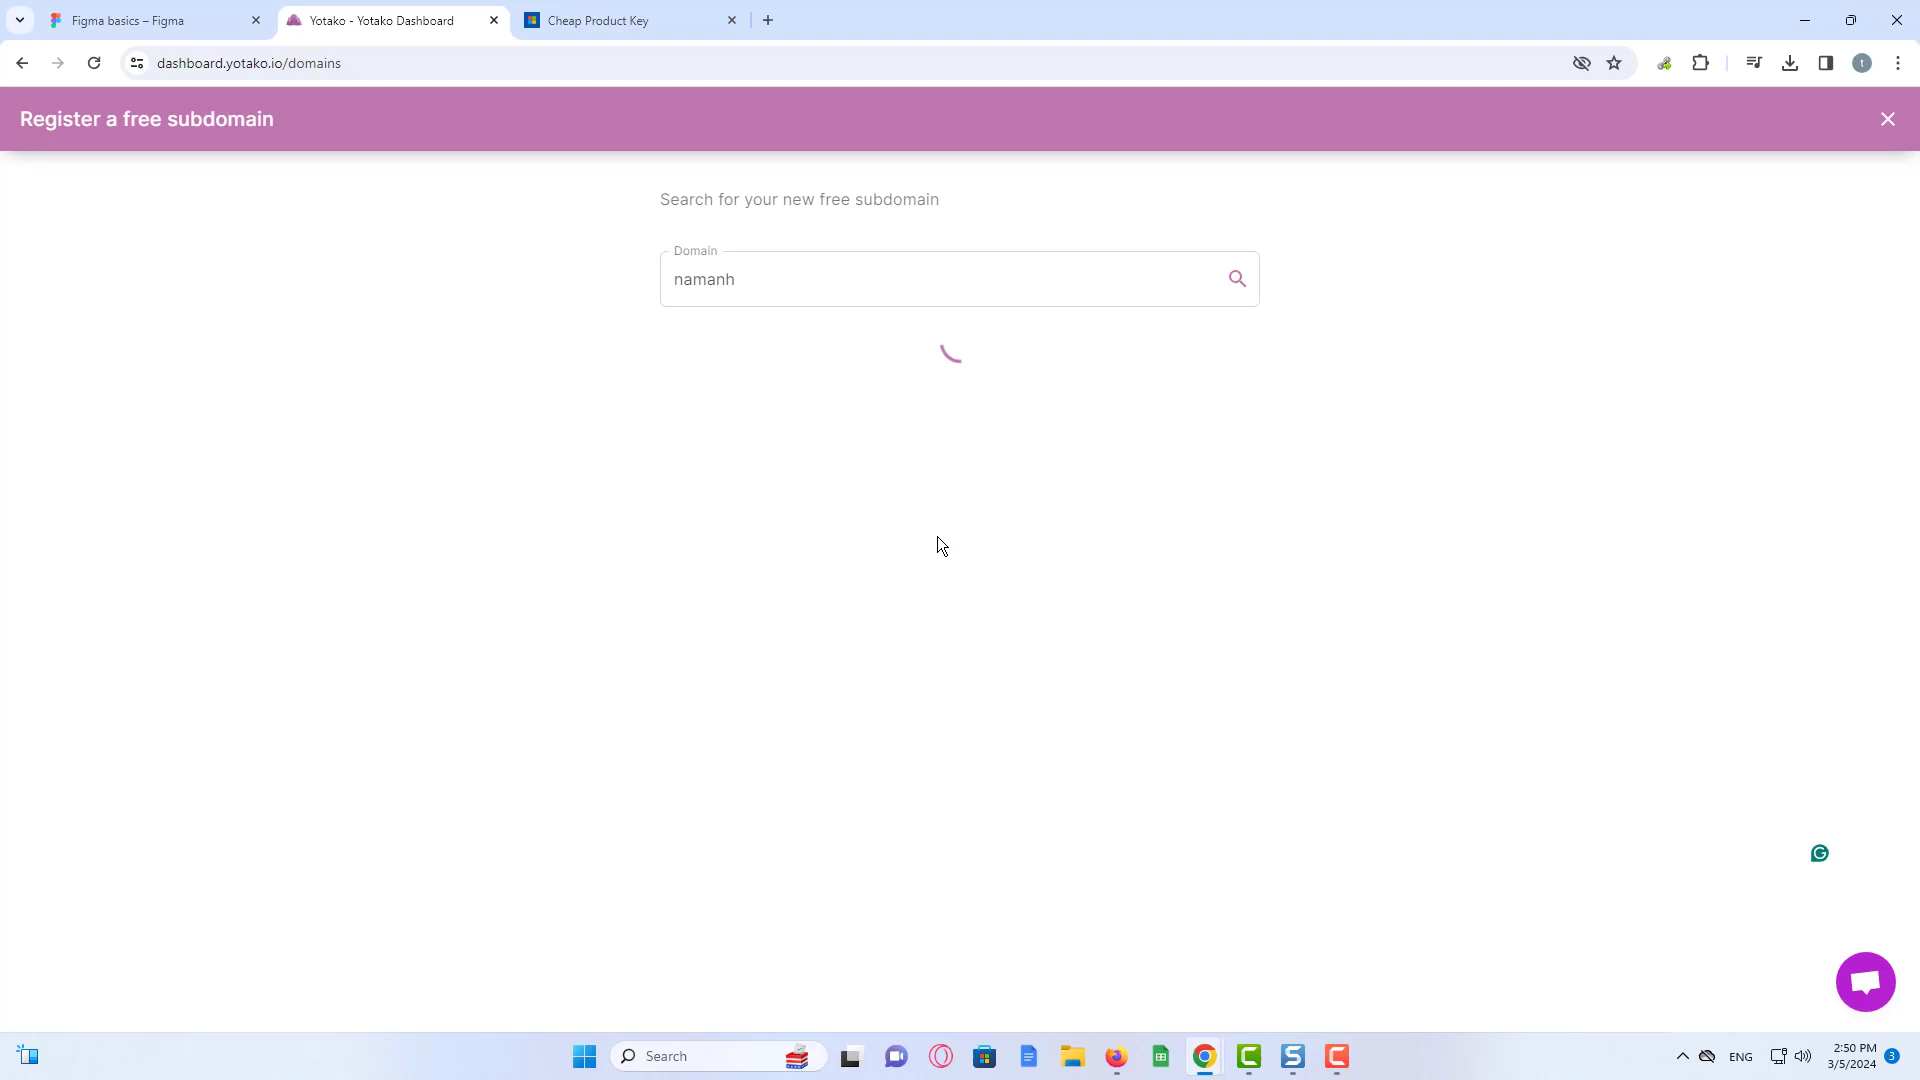 Figma basics – Figma
Yotako - Yotako Dashboard
Cheap Product Key
dashboard.yotako.io/domains
t
Register a free subdomain
Search for your new free subdomain
Domain
namanh
Search
ENG
2:50 PM
3/5/2024
3